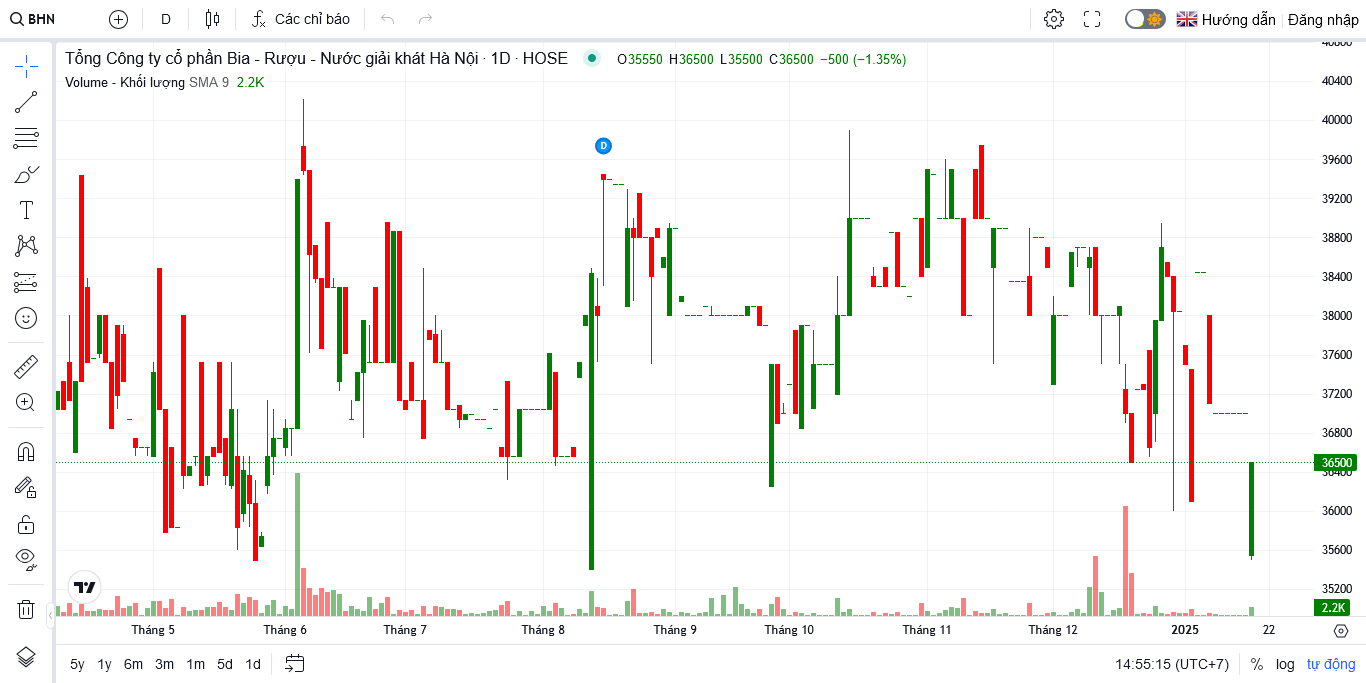 BHN
D
Các chỉ báo
Hướng dẫn
Đăng nhập
Tổng Công ty cổ phần Bia - Rượu - Nước giải khát Hà Nội · 1D · HOSE
O35550 H36500 L35500 C36500 −500 (−1.35%)
Volume - Khối lượng SMA 9 2.2K
D
40800
40400
40000
39600
39200
38800
38400
38000
37600
37200
36800
36500
36400
36000
35600
35200
2.2K
Tháng 5 Tháng 6 Tháng 7 Tháng 8 Tháng 9 Tháng 10 Tháng 11 Tháng 12 2025 22
5y 1y 6m 3m 1m 5d 1d
14:55:15 (UTC+7) % log tự động